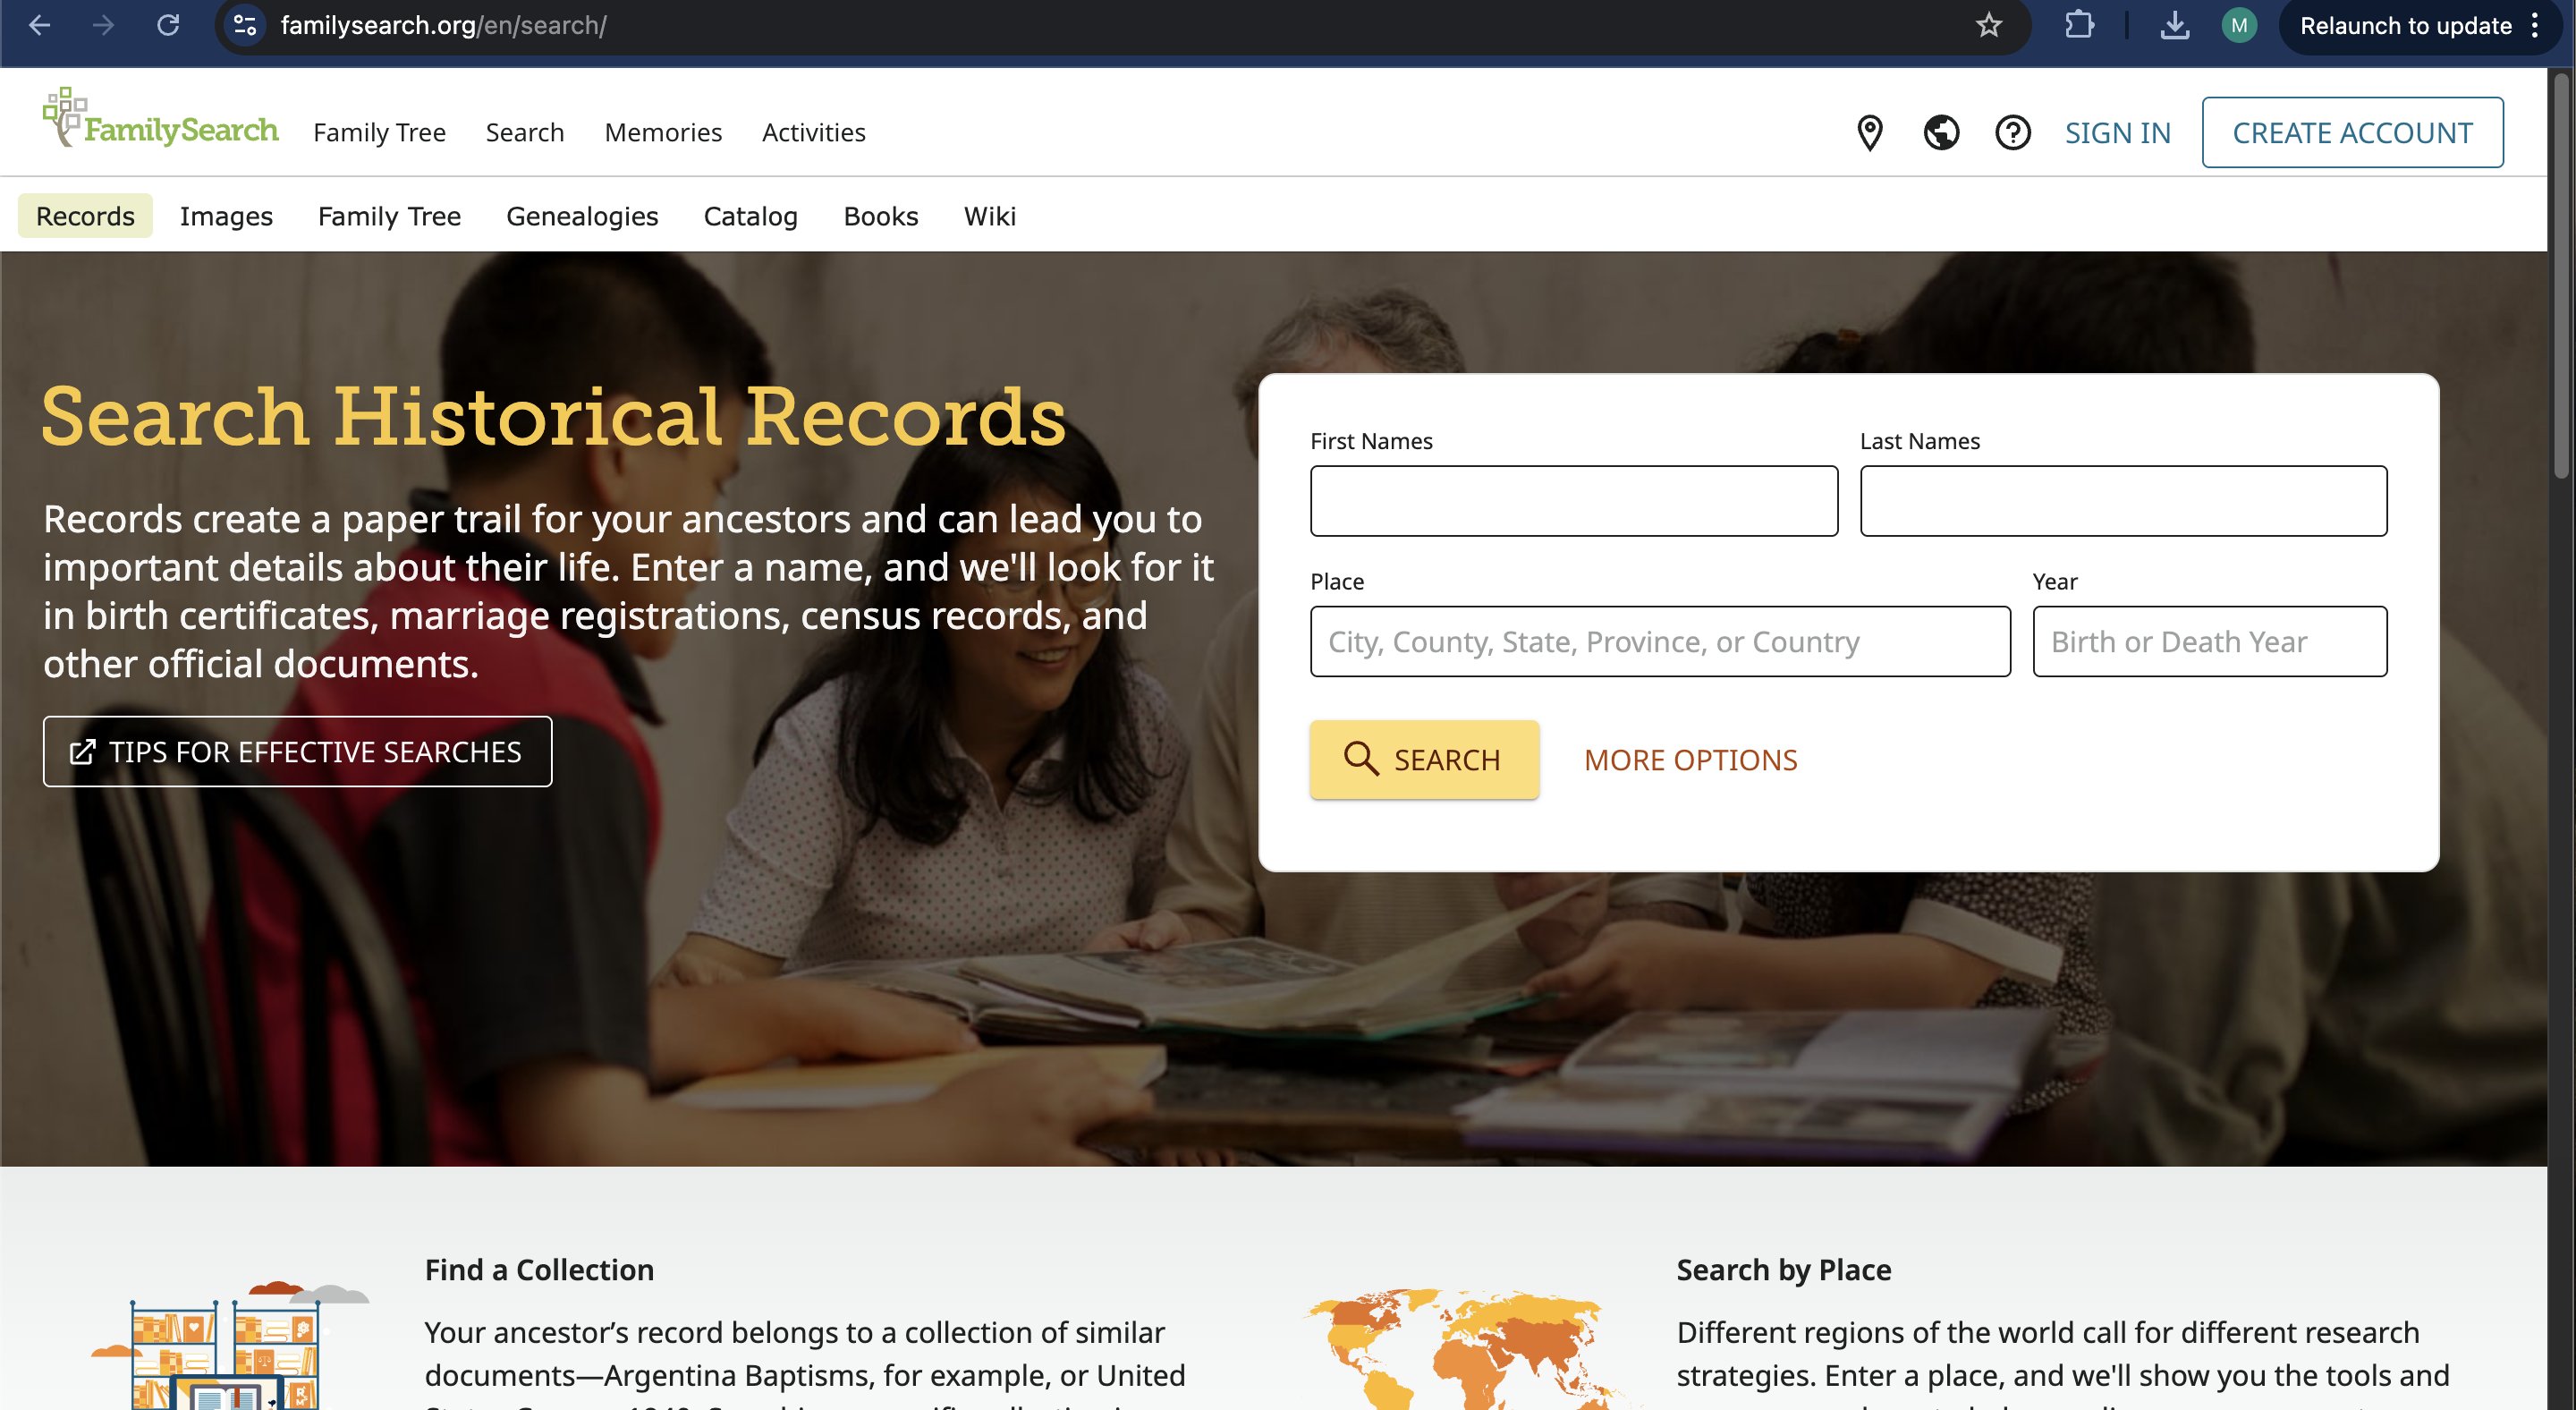 familysearch.org/en/search/
M
Relaunch to update
FamilySearch
Family Tree
Search
Memories
Activities
SIGN IN
CREATE ACCOUNT
Records
Images
Family Tree
Genealogies
Catalog
Books
Wiki
Search Historical Records
Records create a paper trail for your ancestors and can lead you to
important details about their life. Enter a name, and we'll look for it
in birth certificates, marriage registrations, census records, and
other official documents.
TIPS FOR EFFECTIVE SEARCHES
First Names
Last Names
Place
Year
City, County, State, Province, or Country
Birth or Death Year
SEARCH
MORE OPTIONS
Find a Collection
Your ancestor’s record belongs to a collection of similar
documents—Argentina Baptisms, for example, or United
Search by Place
Different regions of the world call for different research
strategies. Enter a place, and we'll show you the tools and